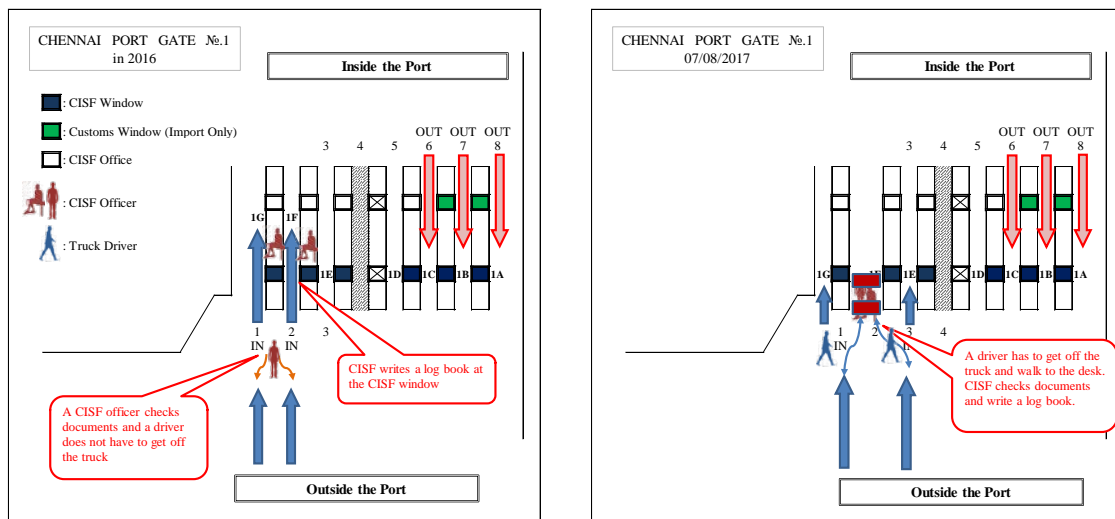 CHENNAI PORT GATE №.1
in 2016
Inside the Port
: CISF Window
: Customs Window (Import Only)
: CISF Office
: CISF Officer
: Truck Driver
OUT OUT OUT
3 4 5 6 7 8
1G 1F
1E 1D 1C 1B 1A
1 2 3
IN IN
CISF writes a log book at
the CISF window
A CISF officer checks
documents and a driver
does not have to get off
the truck
Outside the Port
CHENNAI PORT GATE №.1
07/08/2017
Inside the Port
OUT OUT OUT
3 4 5 6 7 8
1G 1E 1D 1C 1B 1A
1 2 3 4
IN
A driver has to get off the
truck and walk to the desk.
CISF checks documents
and write a log book.
Outside the Port